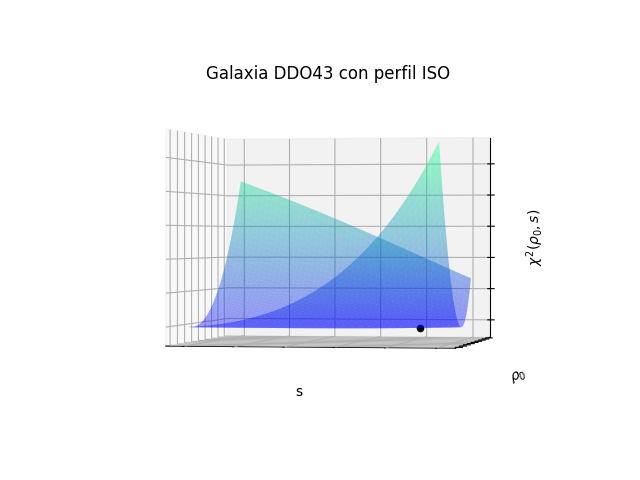 Galaxia DDO43 con perfil ISO
χ²(ρ₀, s)
ρ₀
s